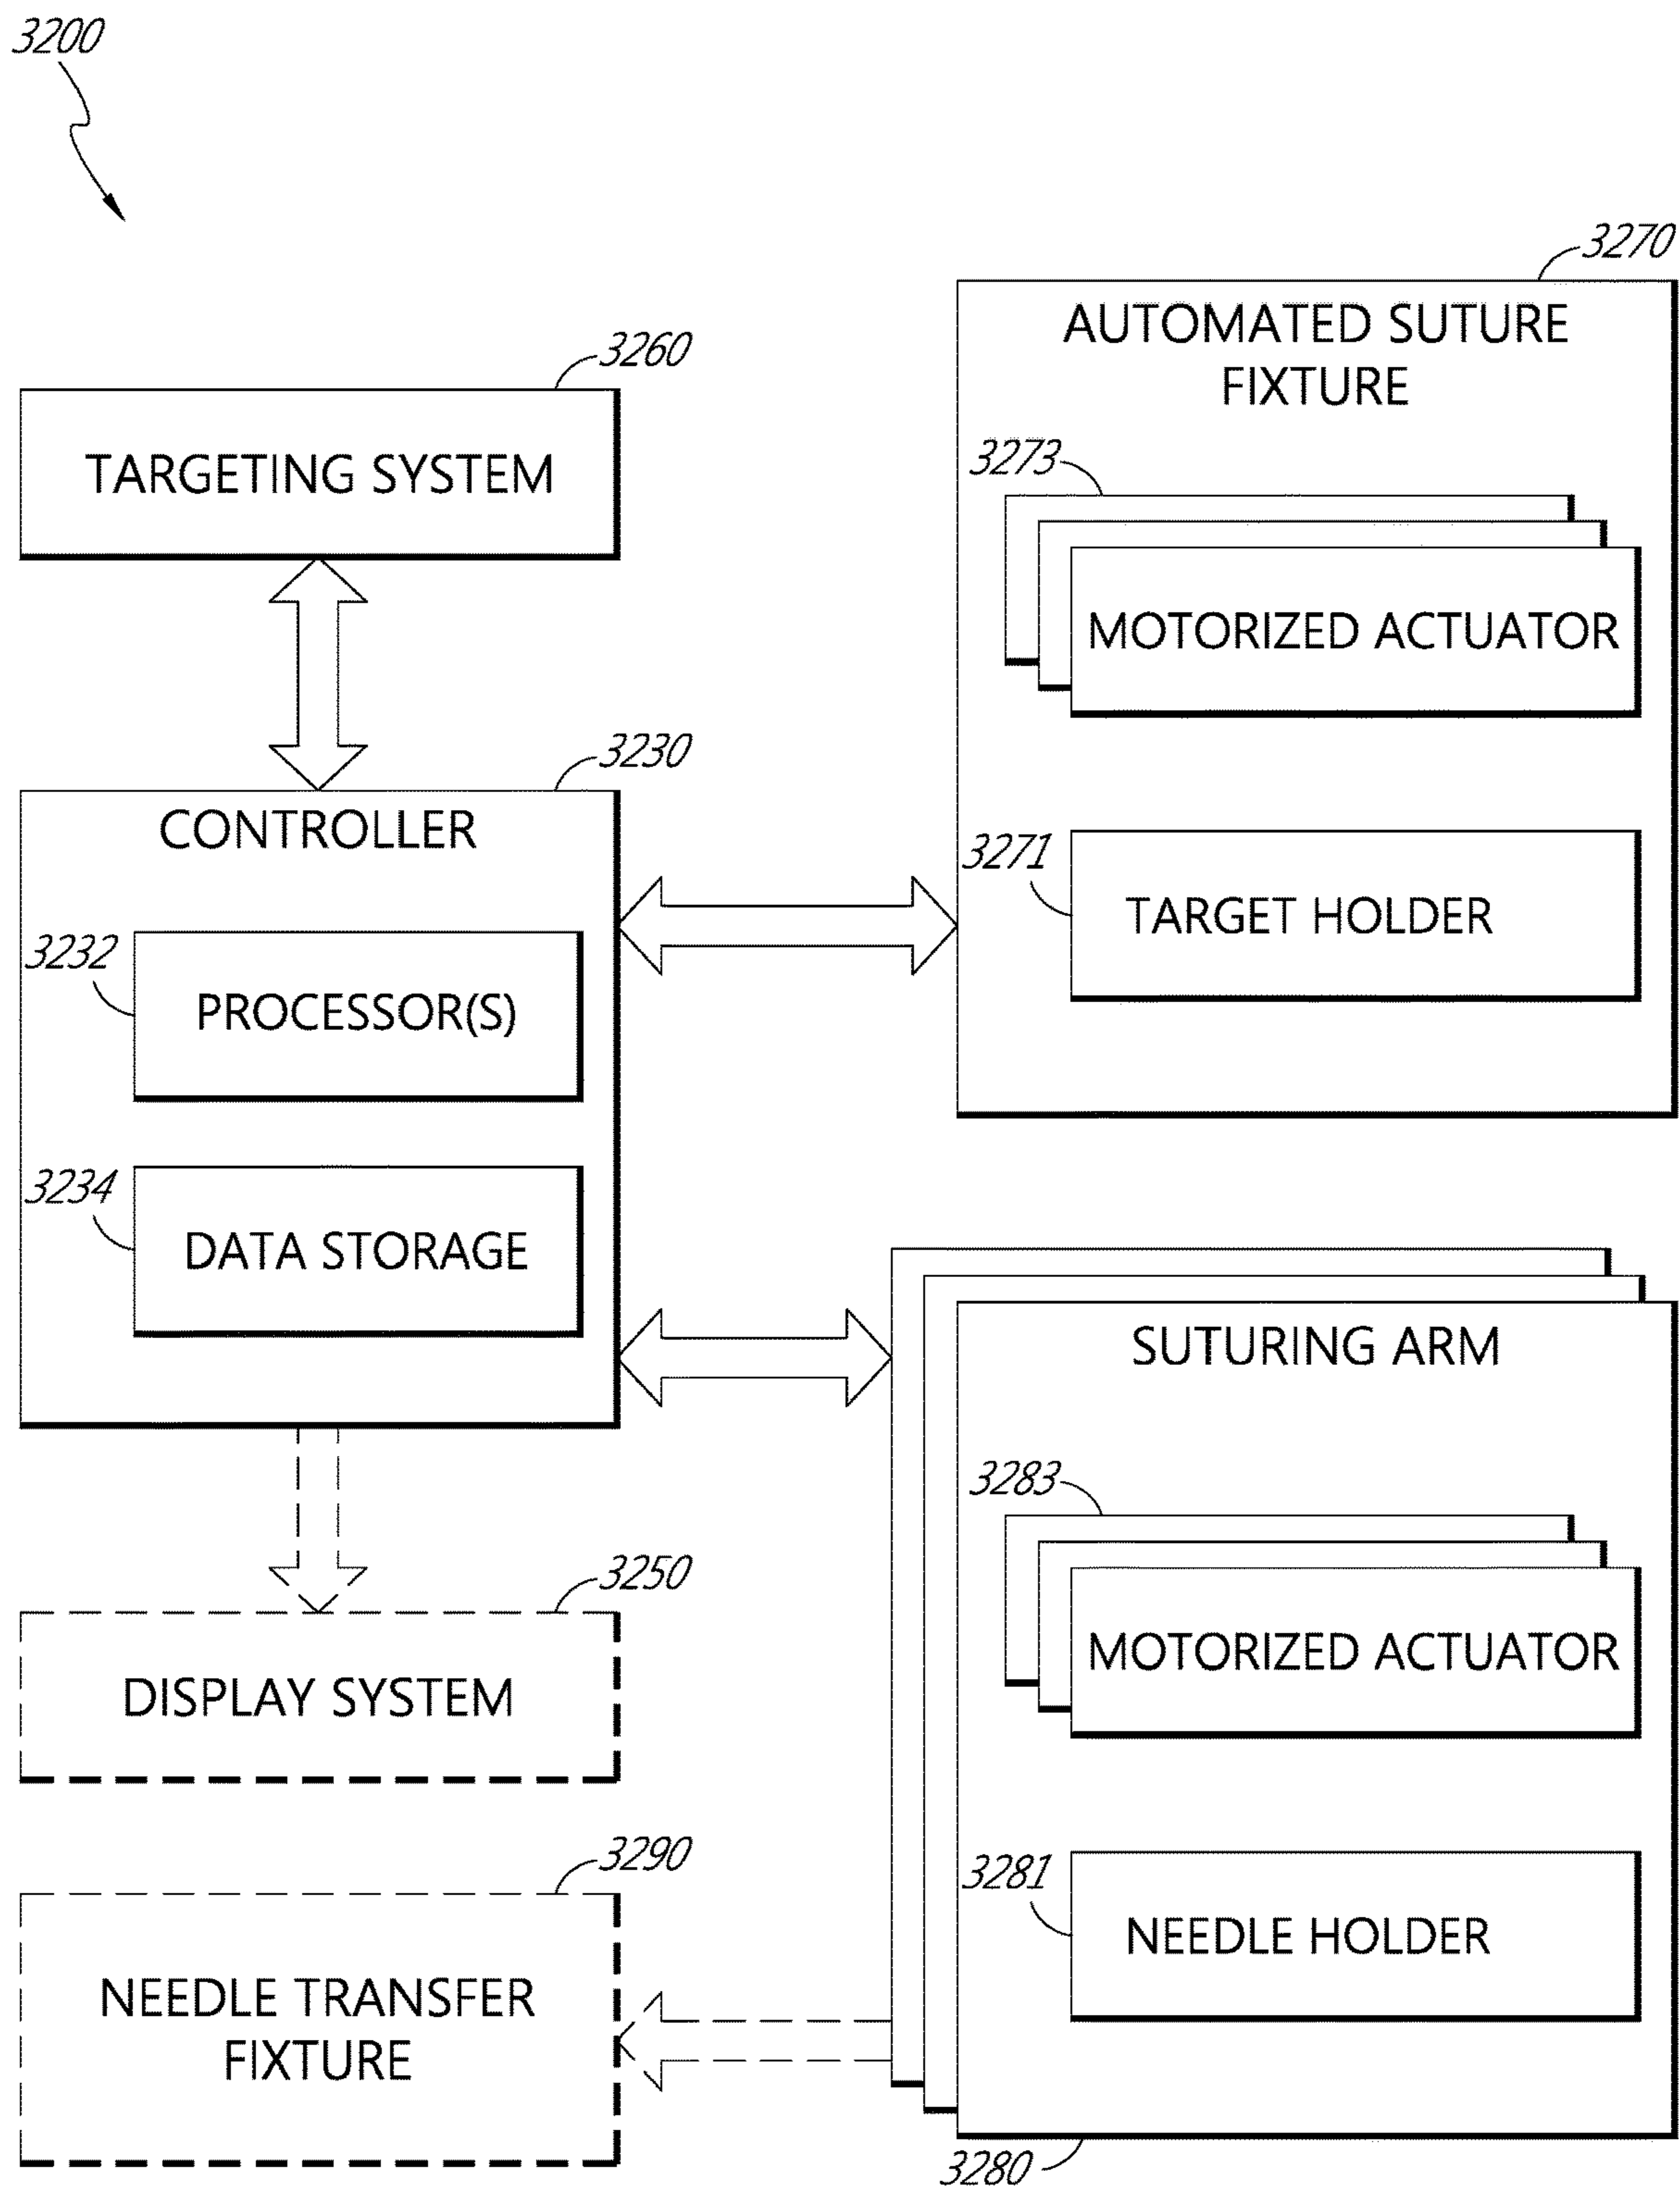 3200
3270
AUTOMATED SUTURE
FIXTURE
3260
TARGETING SYSTEM
3273
MOTORIZED ACTUATOR
3230
CONTROLLER
3271
TARGET HOLDER
3232
PROCESSOR(S)
3234
DATA STORAGE
SUTURING ARM
3283
MOTORIZED ACTUATOR
3250
DISPLAY SYSTEM
3290
NEEDLE TRANSFER
FIXTURE
3281
NEEDLE HOLDER
3280